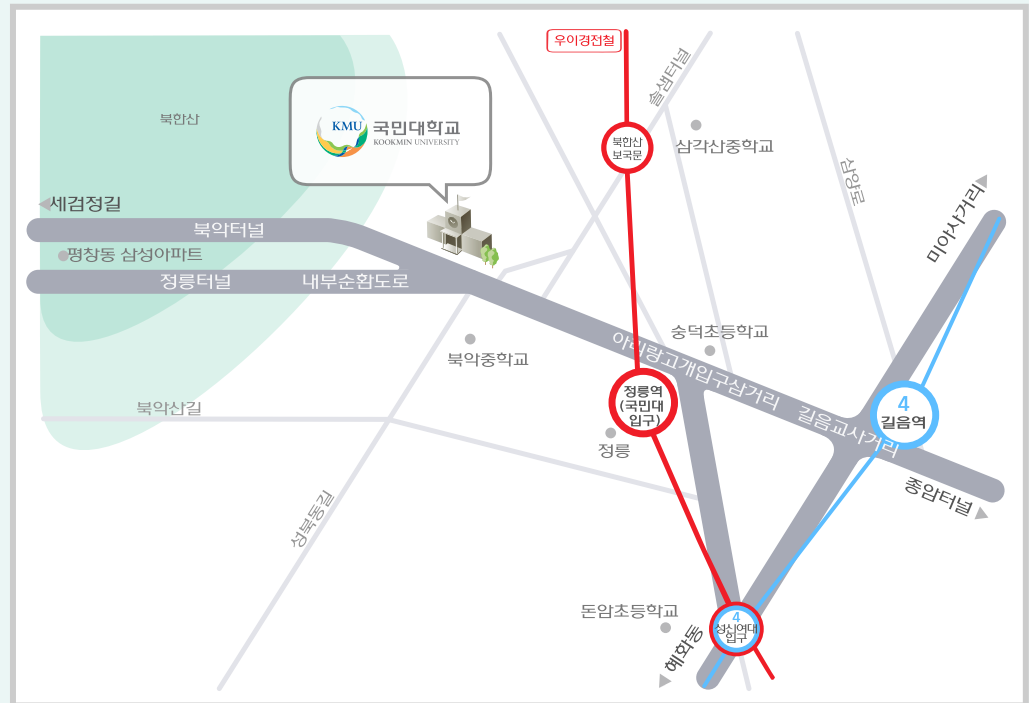 우이경전철
솔샘터널
북한산
KMU 국민대학교
KOOKMIN UNIVERSITY
북한산
보국문
삼각산중학교
삼양로
미아사거리
세검정길
북악터널
평창동 삼성아파트
정릉터널
내부순환도로
숭덕초등학교
북악중학교
아리랑고개입구삼거리
길음교사거리
정릉역
(국민대
입구)
4
길음역
북악산길
정릉
종암터널
성북동길
돈암초등학교
4
성신여대
입구
혜화동